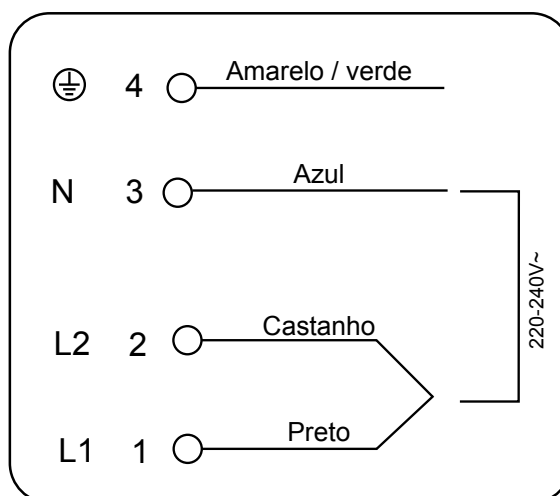 4 Amarelo / verde
N 3 Azul
220-240V~
L2 2 Castanho
L1 1 Preto